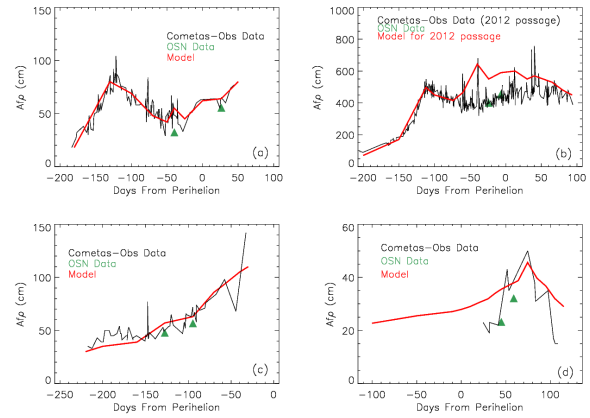 150
100
50
0
Afρ (cm)
Cometas-Obs Data
OSN Data
Model
(a)
-200 -150 -100 -50 0 50
Days From Perihelion
1000
800
600
400
200
0
Afρ (cm)
Cometas-Obs Data (2012 passage)
OSN Data
Model for 2012 passage
(b)
-200 -150 -100 -50 0 50 100
Days From Perihelion
150
100
50
0
Afρ (cm)
Cometas-Obs Data
OSN Data
Model
(c)
-250 -200 -150 -100 -50 0
Days From Perihelion
60
40
20
0
Afρ (cm)
Cometas-Obs Data
OSN Data
Model
(d)
-100 -50 0 50 100
Days From Perihelion